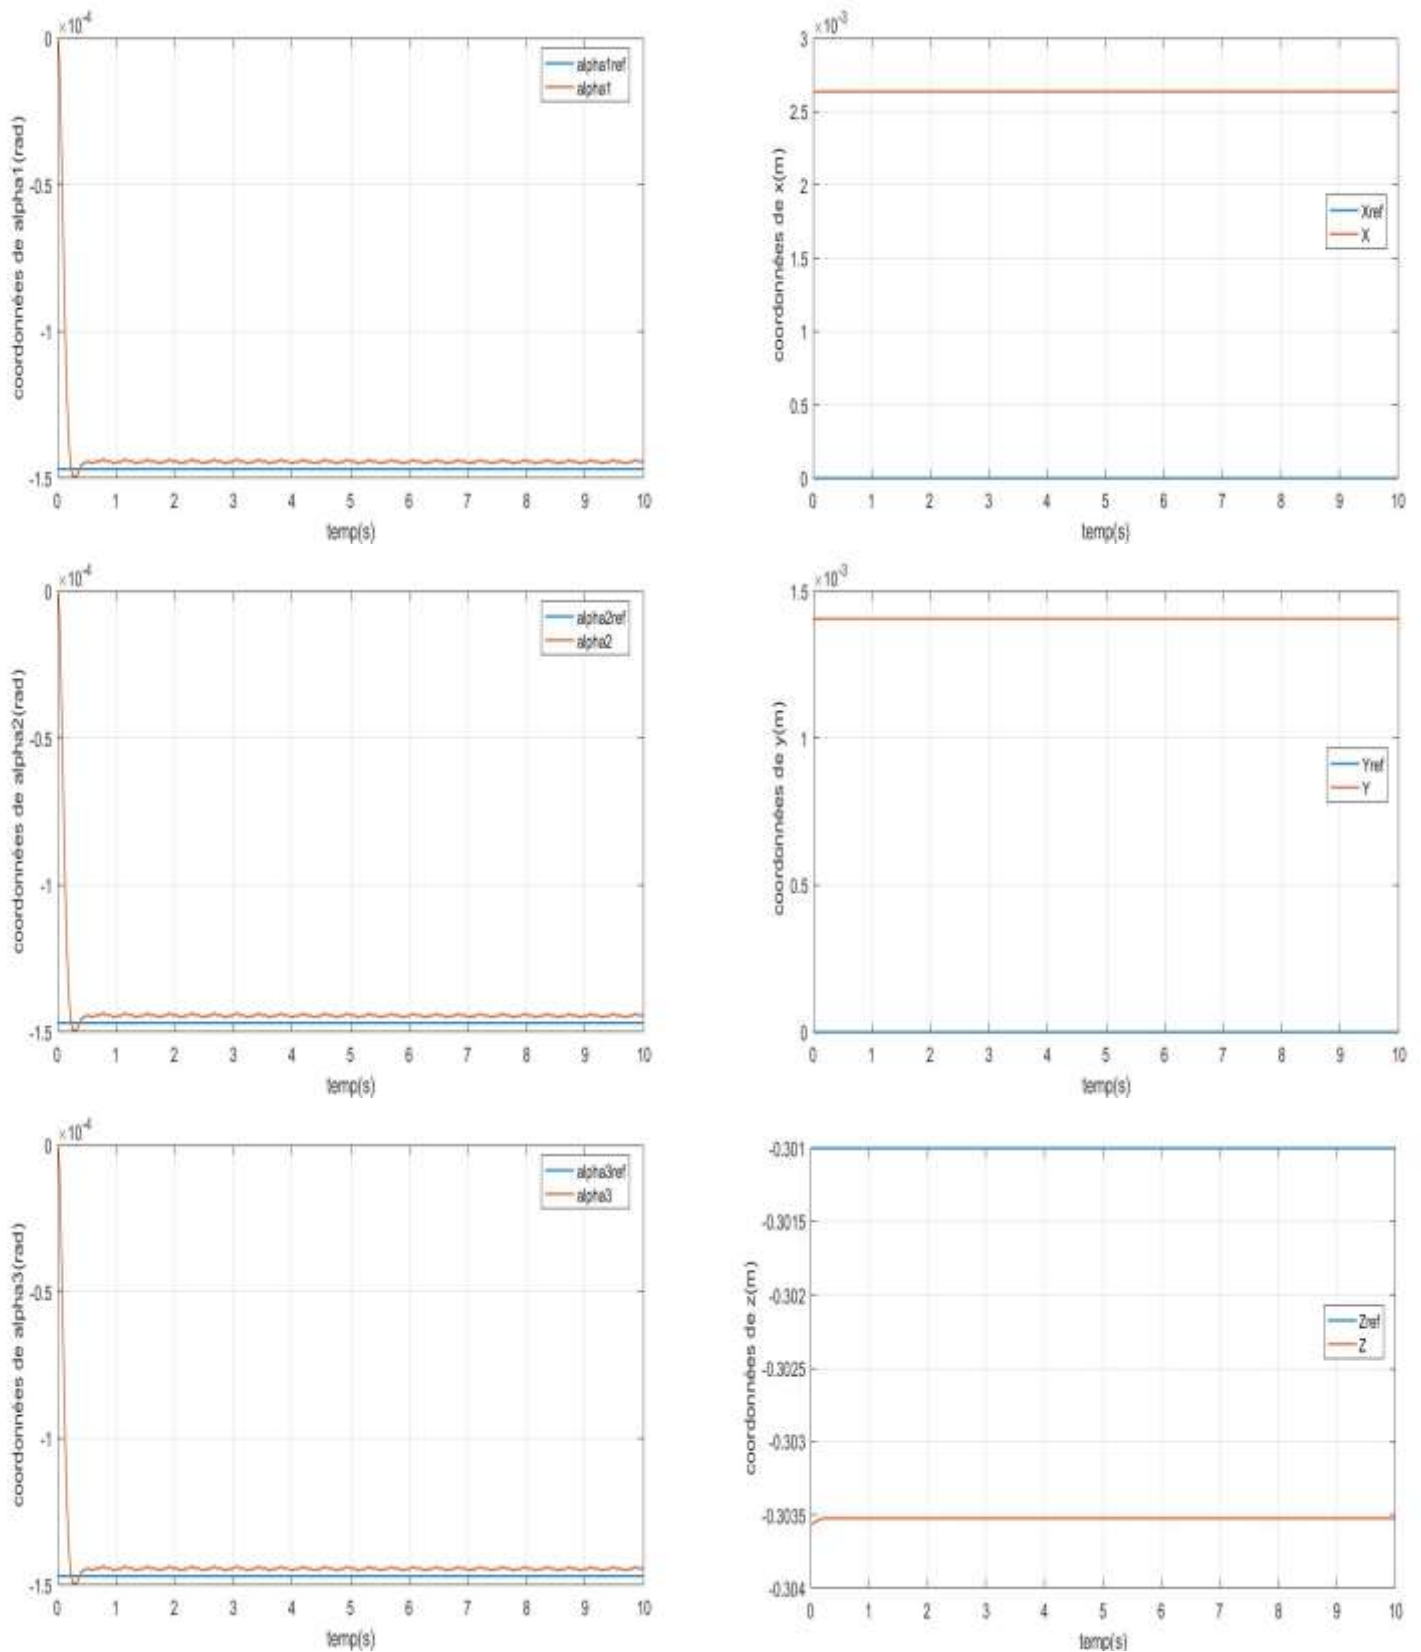 ×10⁻⁴
0
-0.5
-1
-1.5
coordonnées de alpha1(rad)
alpha1ref
alpha1
0 1 2 3 4 5 6 7 8 9 10
temp(s)
×10⁻³
3
2.5
2
1.5
1
0.5
0
coordonnées de x(m)
Xref
X
0 1 2 3 4 5 6 7 8 9 10
temp(s)
×10⁻⁴
0
-0.5
-1
-1.5
coordonnées de alpha2(rad)
alpha2ref
alpha2
0 1 2 3 4 5 6 7 8 9 10
temp(s)
×10⁻³
1.5
1
0.5
0
coordonnées de y(m)
Yref
Y
0 1 2 3 4 5 6 7 8 9 10
temp(s)
×10⁻⁴
0
-0.5
-1
-1.5
coordonnées de alpha3(rad)
alpha3ref
alpha3
0 1 2 3 4 5 6 7 8 9 10
temp(s)
-0.301
-0.3015
-0.302
-0.3025
-0.303
-0.3035
-0.304
coordonnées de z(m)
Zref
Z
0 1 2 3 4 5 6 7 8 9 10
temp(s)